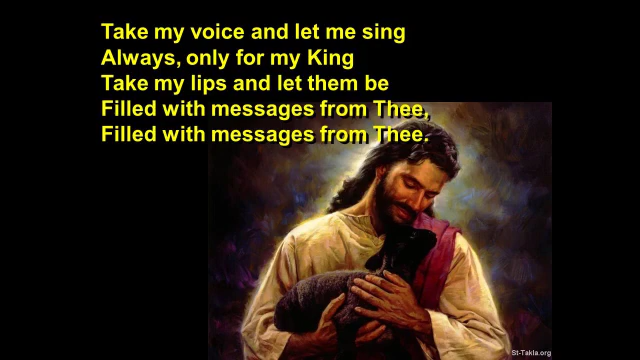 Take my voice and let me sing
Always, only for my King
Take my lips and let them be
Filled with messages from Thee,
Filled with messages from Thee.
St-Takla.org